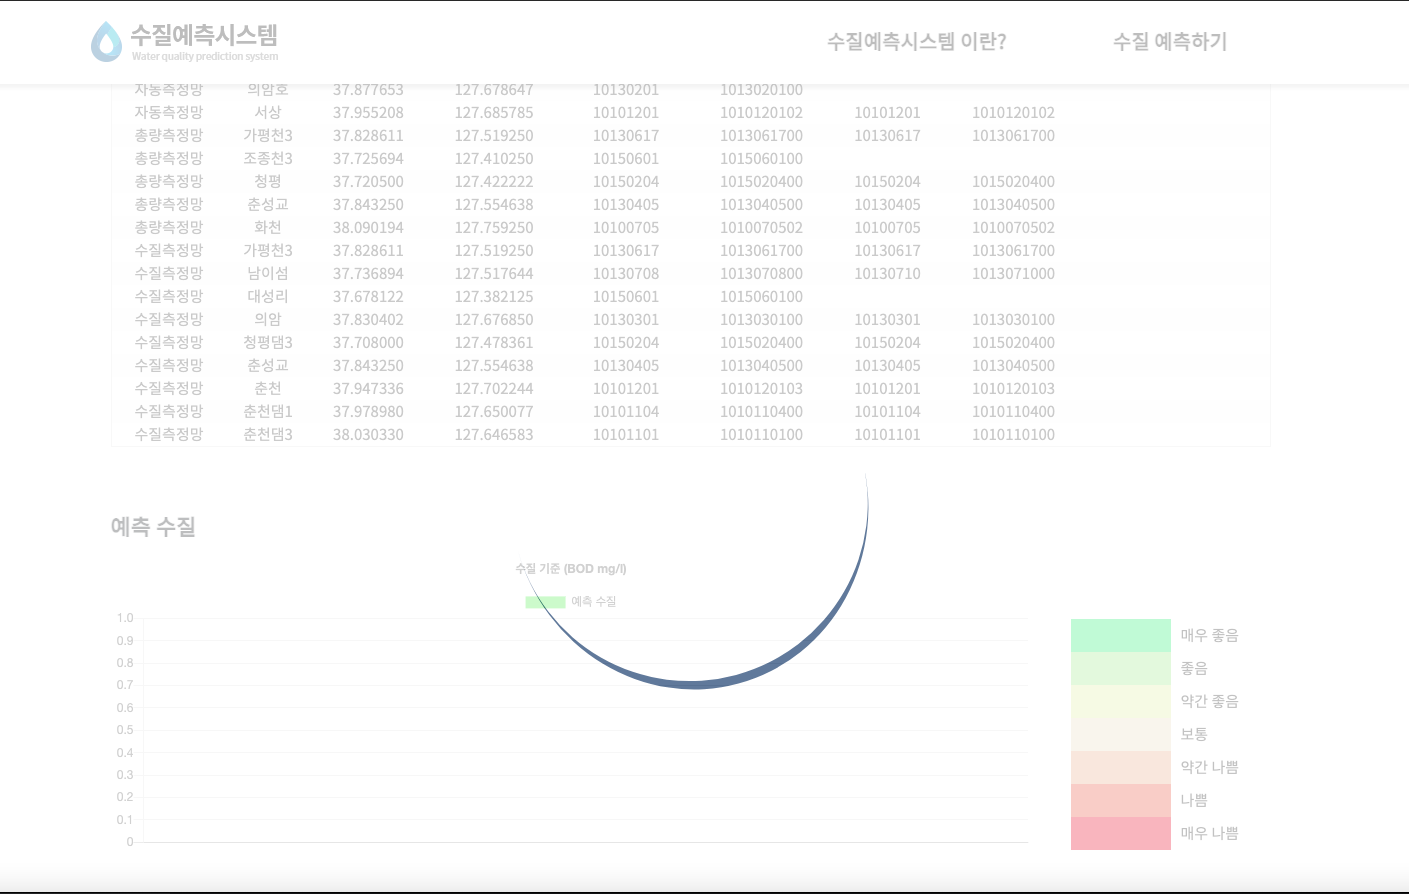 수질예측시스템
Water quality prediction system
수질예측시스템 이란? 수질 예측하기
자동측정망 의암호 37.877653 127.678647 10130201 1013020100
자동측정망 서상 37.955208 127.685785 10101201 1010120102 10101201 1010120102
총량측정망 가평천3 37.828611 127.519250 10130617 1013061700 10130617 1013061700
총량측정망 조종천3 37.725694 127.410250 10150601 1015060100
총량측정망 청평 37.720500 127.422222 10150204 1015020400 10150204 1015020400
총량측정망 춘성교 37.843250 127.554638 10130405 1013040500 10130405 1013040500
총량측정망 화천 38.090194 127.759250 10100705 1010070502 10100705 1010070502
수질측정망 가평천3 37.828611 127.519250 10130617 1013061700 10130617 1013061700
수질측정망 남이섬 37.736894 127.517644 10130708 1013070800 10130710 1013071000
수질측정망 대성리 37.678122 127.382125 10150601 1015060100
수질측정망 의암 37.830402 127.676850 10130301 1013030100 10130301 1013030100
수질측정망 청평댐3 37.708000 127.478361 10150204 1015020400 10150204 1015020400
수질측정망 춘성교 37.843250 127.554638 10130405 1013040500 10130405 1013040500
수질측정망 춘천 37.947336 127.702244 10101201 1010120103 10101201 1010120103
수질측정망 춘천댐1 37.978980 127.650077 10101104 1010110400 10101104 1010110400
수질측정망 춘천댐3 38.030330 127.646583 10101101 1010110100 10101101 1010110100
예측 수질
수질 기준 (BOD mg/l)
예측 수질
1.0
0.9
0.8
0.7
0.6
0.5
0.4
0.3
0.2
0.1
0
매우 좋음
좋음
약간 좋음
보통
약간 나쁨
나쁨
매우 나쁨